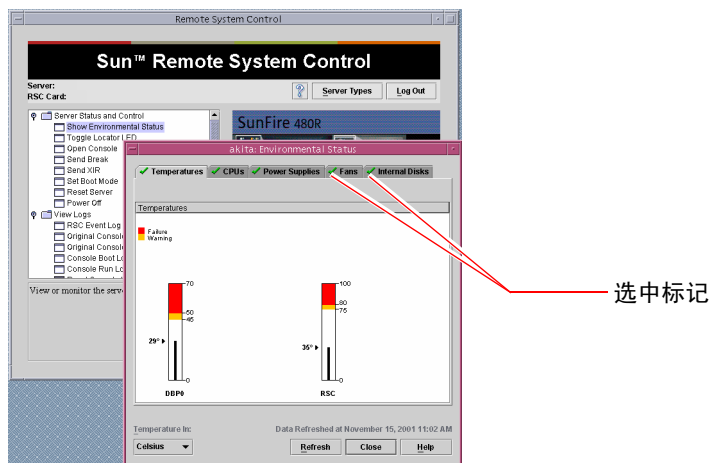 Remote System Control
Sun™ Remote System Control
Server:
RSC Card:
Server Types
Log Out
Server Status and Control
Show Environmental Status
Toggle Locator LED
Open Console
Send Break
Send XIR
Set Boot Mode
Reset Server
Power Off
View Logs
RSC Event Log
Original Consol
Original Consol
Console Boot Lo
Console Run Lo
View or monitor the serv
SunFire 480R
akita: Environmental Status
Temperatures
CPUs
Power Supplies
Fans
Internal Disks
Temperatures
Failure
Warning
70
50
45
29°
0
DBP0
100
80
75
35°
0
RSC
选中标记
Temperature In:
Data Refreshed at November 15, 2001 11:02 AM
Celsius
Refresh
Close
Help